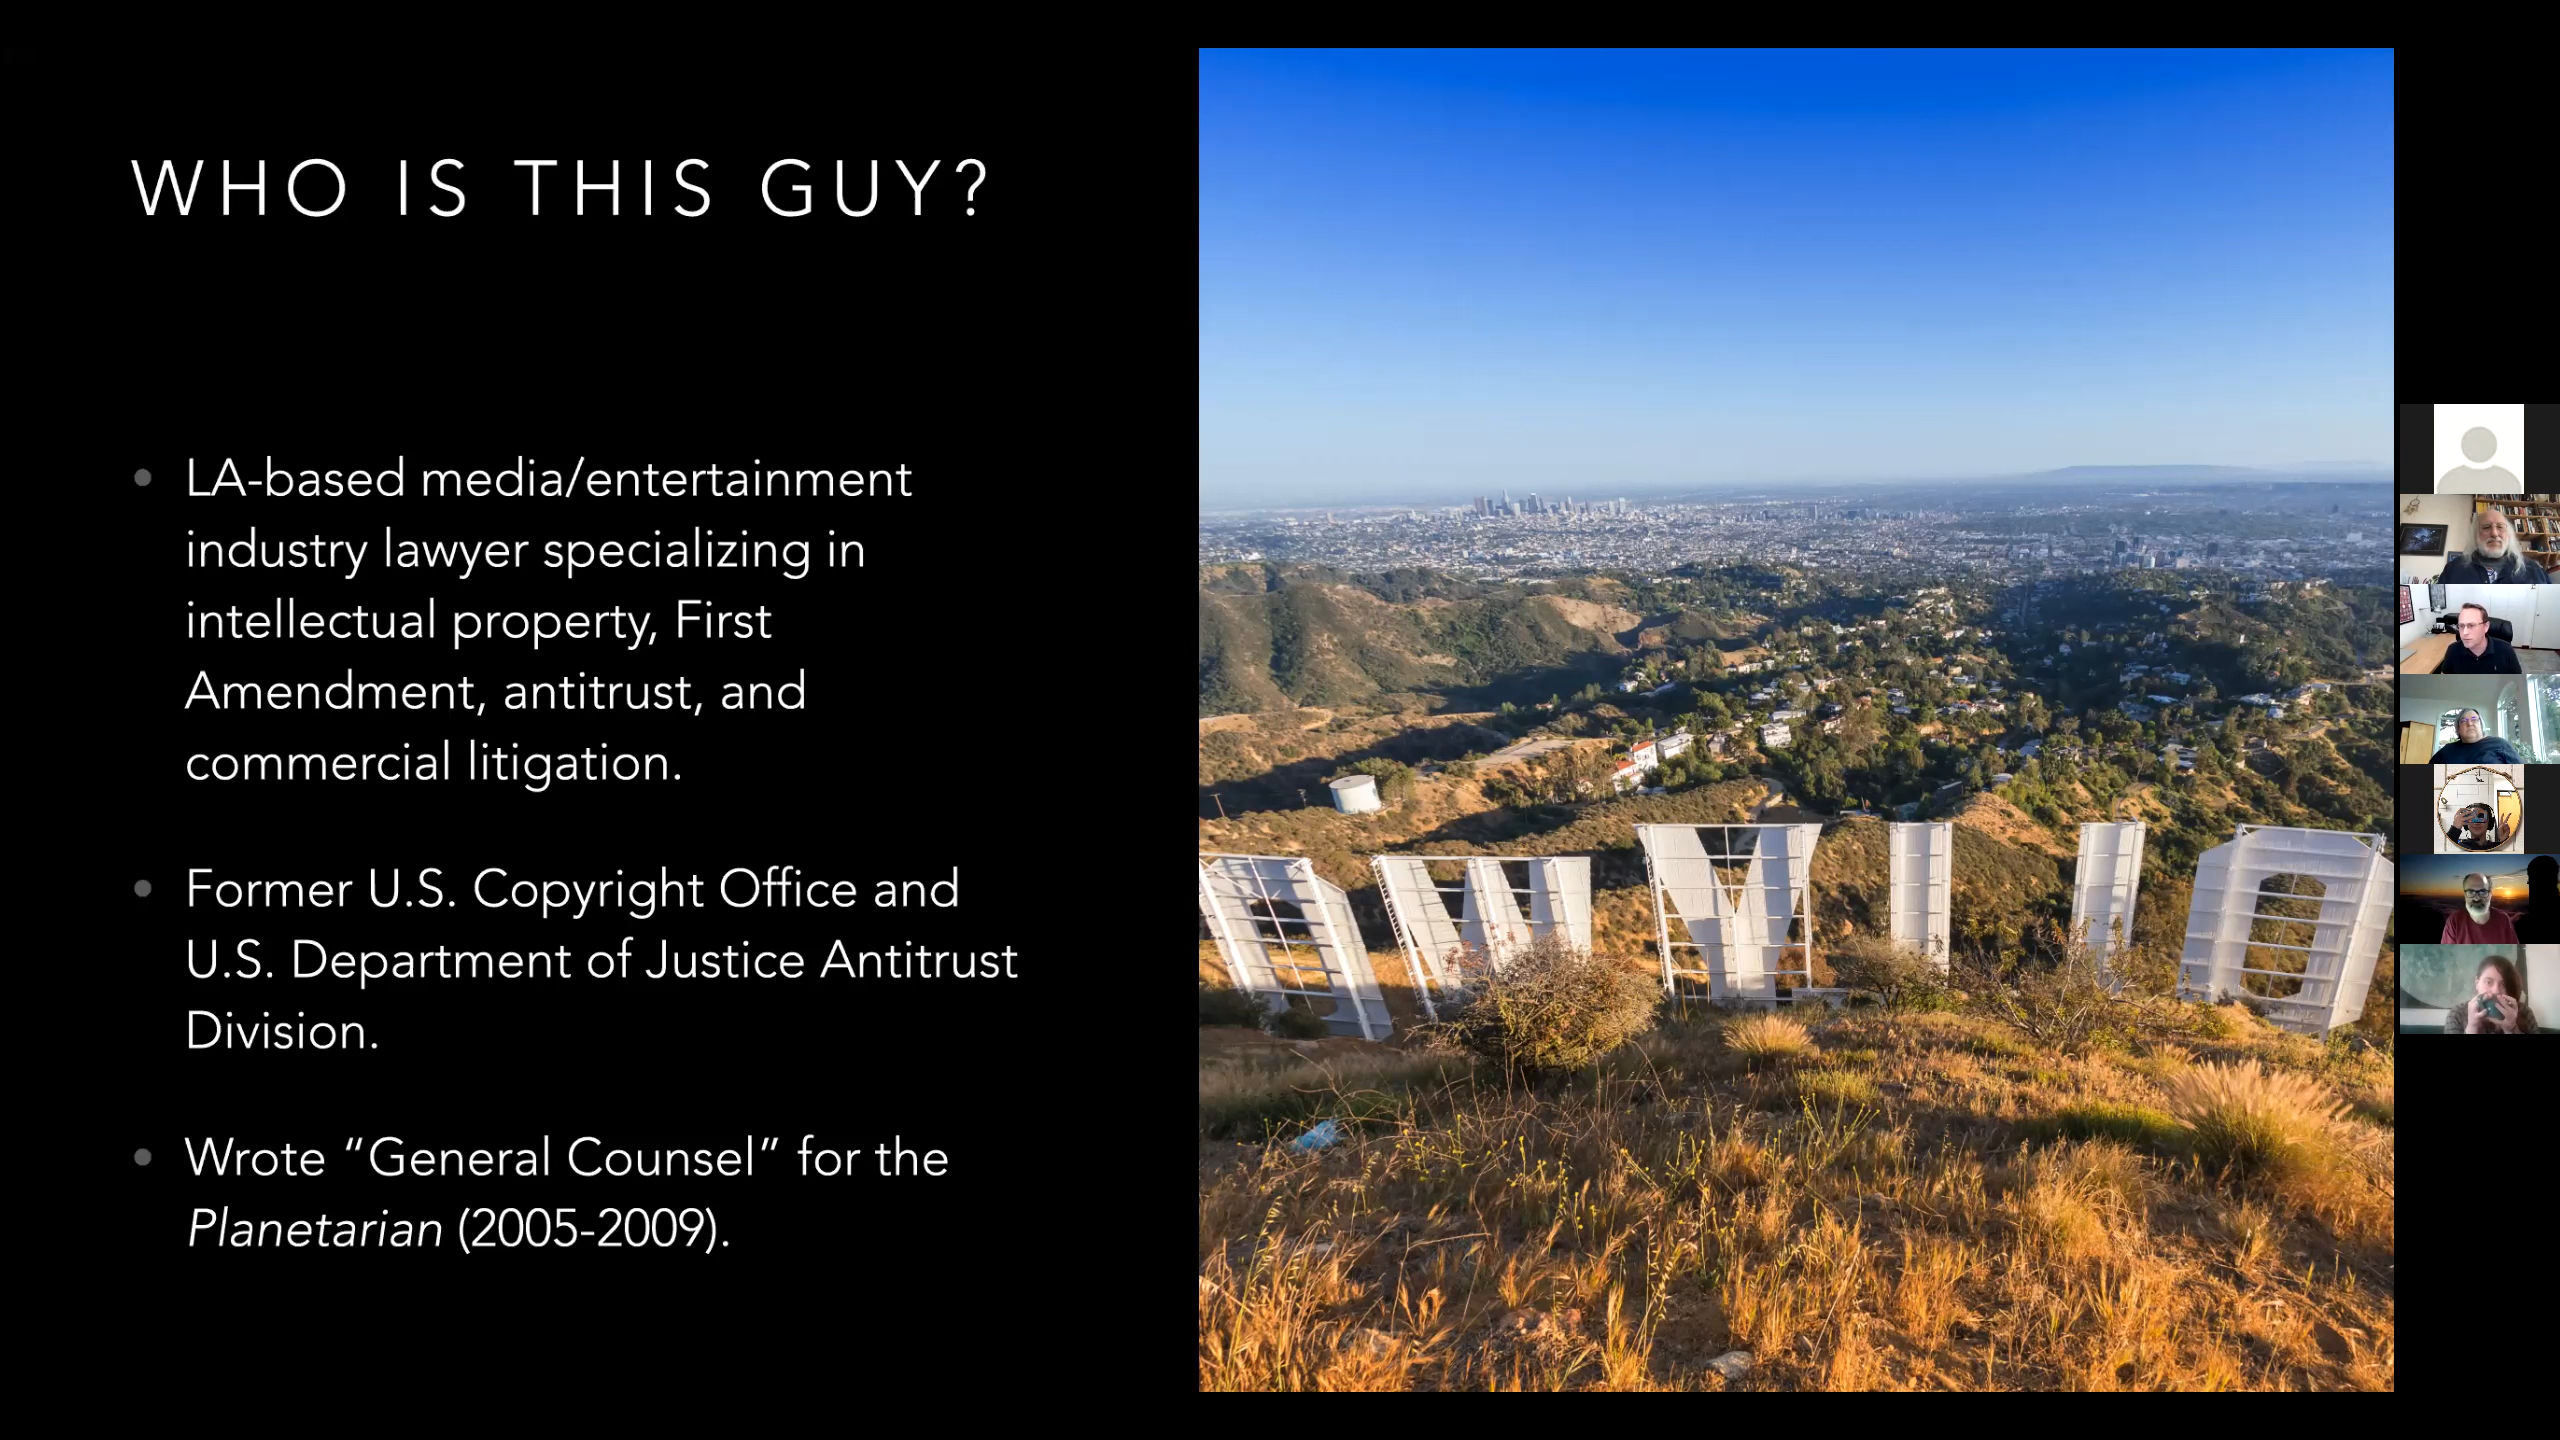 WHO IS THIS GUY?
• LA-based media/entertainment
industry lawyer specializing in
intellectual property, First
Amendment, antitrust, and
commercial litigation.
• Former U.S. Copyright Office and
U.S. Department of Justice Antitrust
Division.
• Wrote “General Counsel” for the
Planetarian (2005-2009).